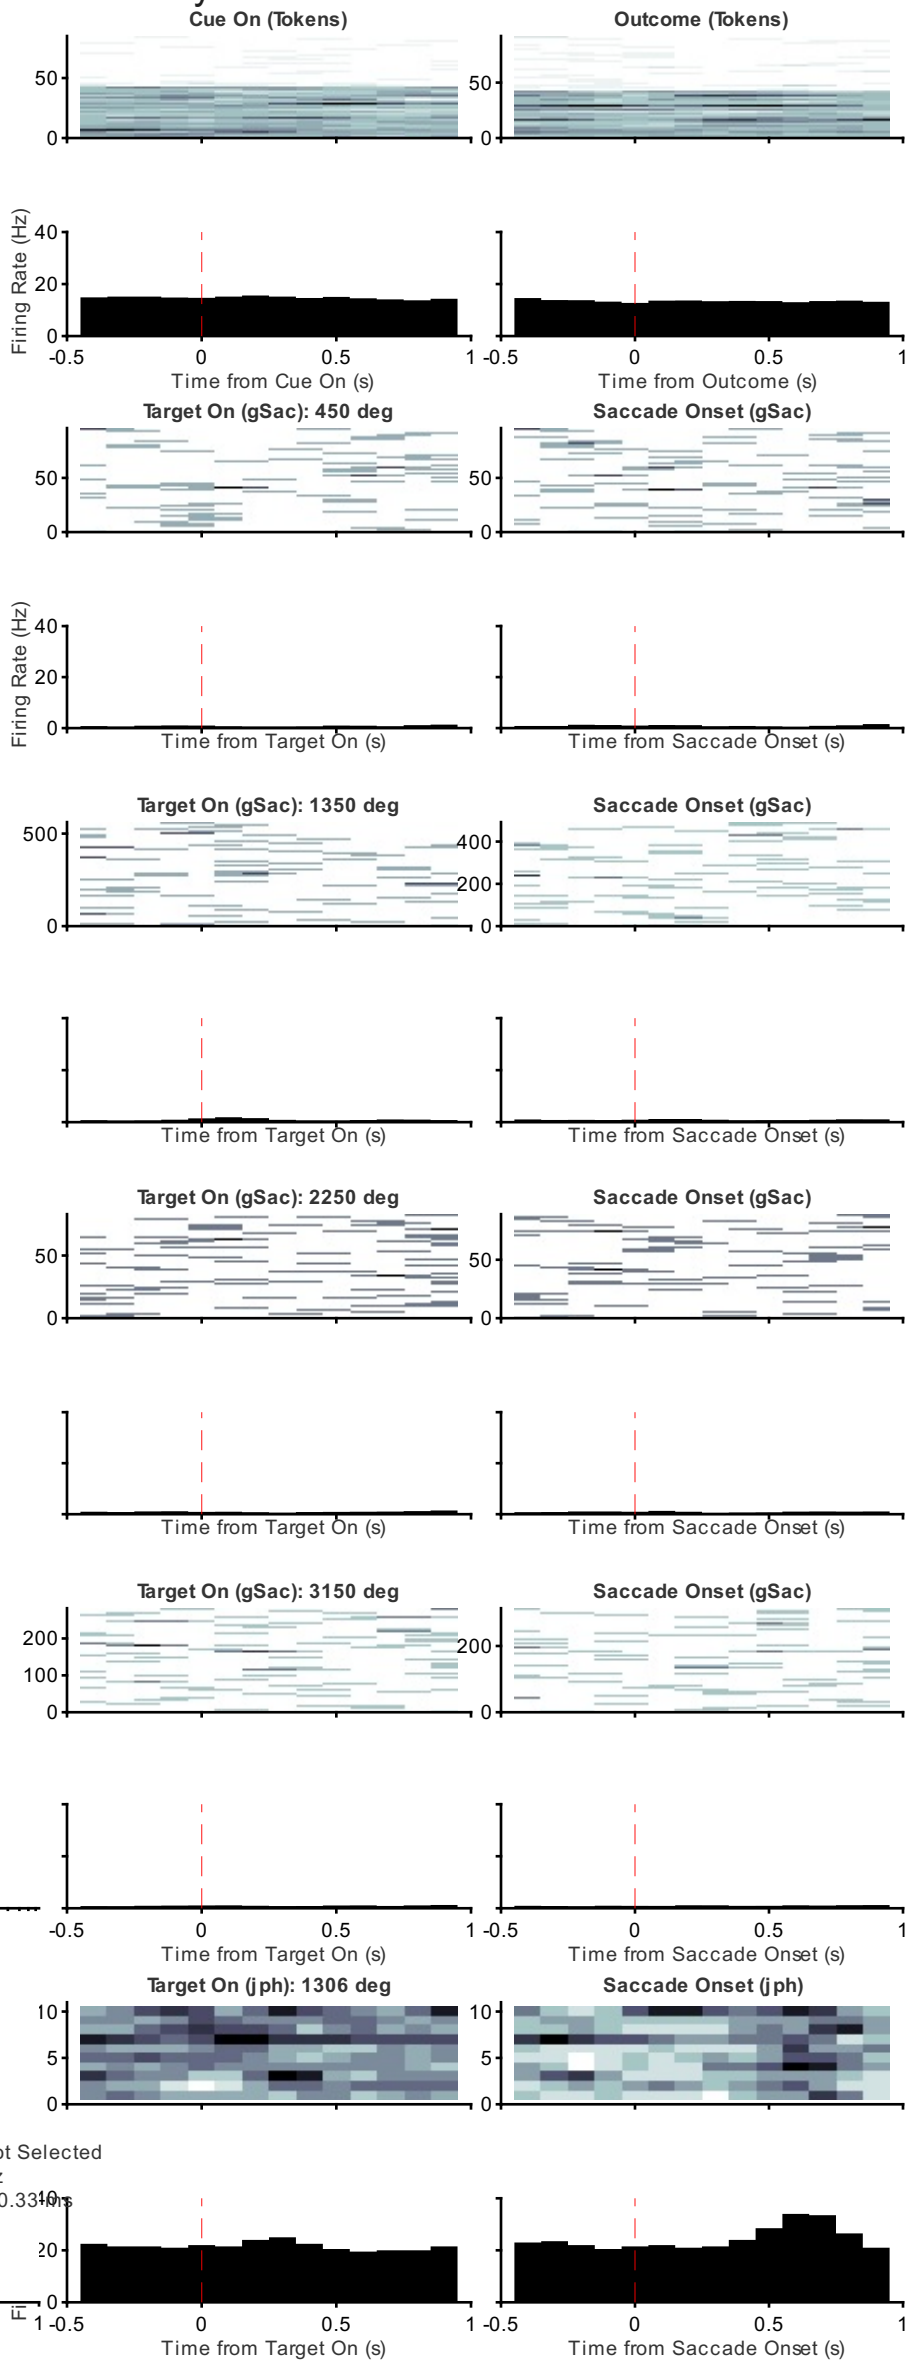 y
Cue On (Tokens) Outcome (Tokens)
50 50
0 0
Firing Rate (Hz)
40
20
0
-0.5 0 0.5 1 -0.5 0 0.5 1
Time from Cue On (s) Time from Outcome (s)
Target On (gSac): 450 deg Saccade Onset (gSac)
50 50
0 0
Firing Rate (Hz)
40
20
0
Time from Target On (s) Time from Saccade Onset (s)
Target On (gSac): 1350 deg Saccade Onset (gSac)
500 400
200
0 0
Time from Target On (s) Time from Saccade Onset (s)
Target On (gSac): 2250 deg Saccade Onset (gSac)
50 50
0 0
Time from Target On (s) Time from Saccade Onset (s)
Target On (gSac): 3150 deg Saccade Onset (gSac)
200 200
100
0 0
-0.5 0 0.5 1 -0.5 0 0.5 1
Time from Target On (s) Time from Saccade Onset (s)
Target On (jph): 1306 deg Saccade Onset (jph)
10 10
5 5
0 0
ot Selected
z
0.33 ms
40
20
0
Fi
1 -0.5 0 0.5 1 -0.5 0 0.5 1
Time from Target On (s) Time from Saccade Onset (s)